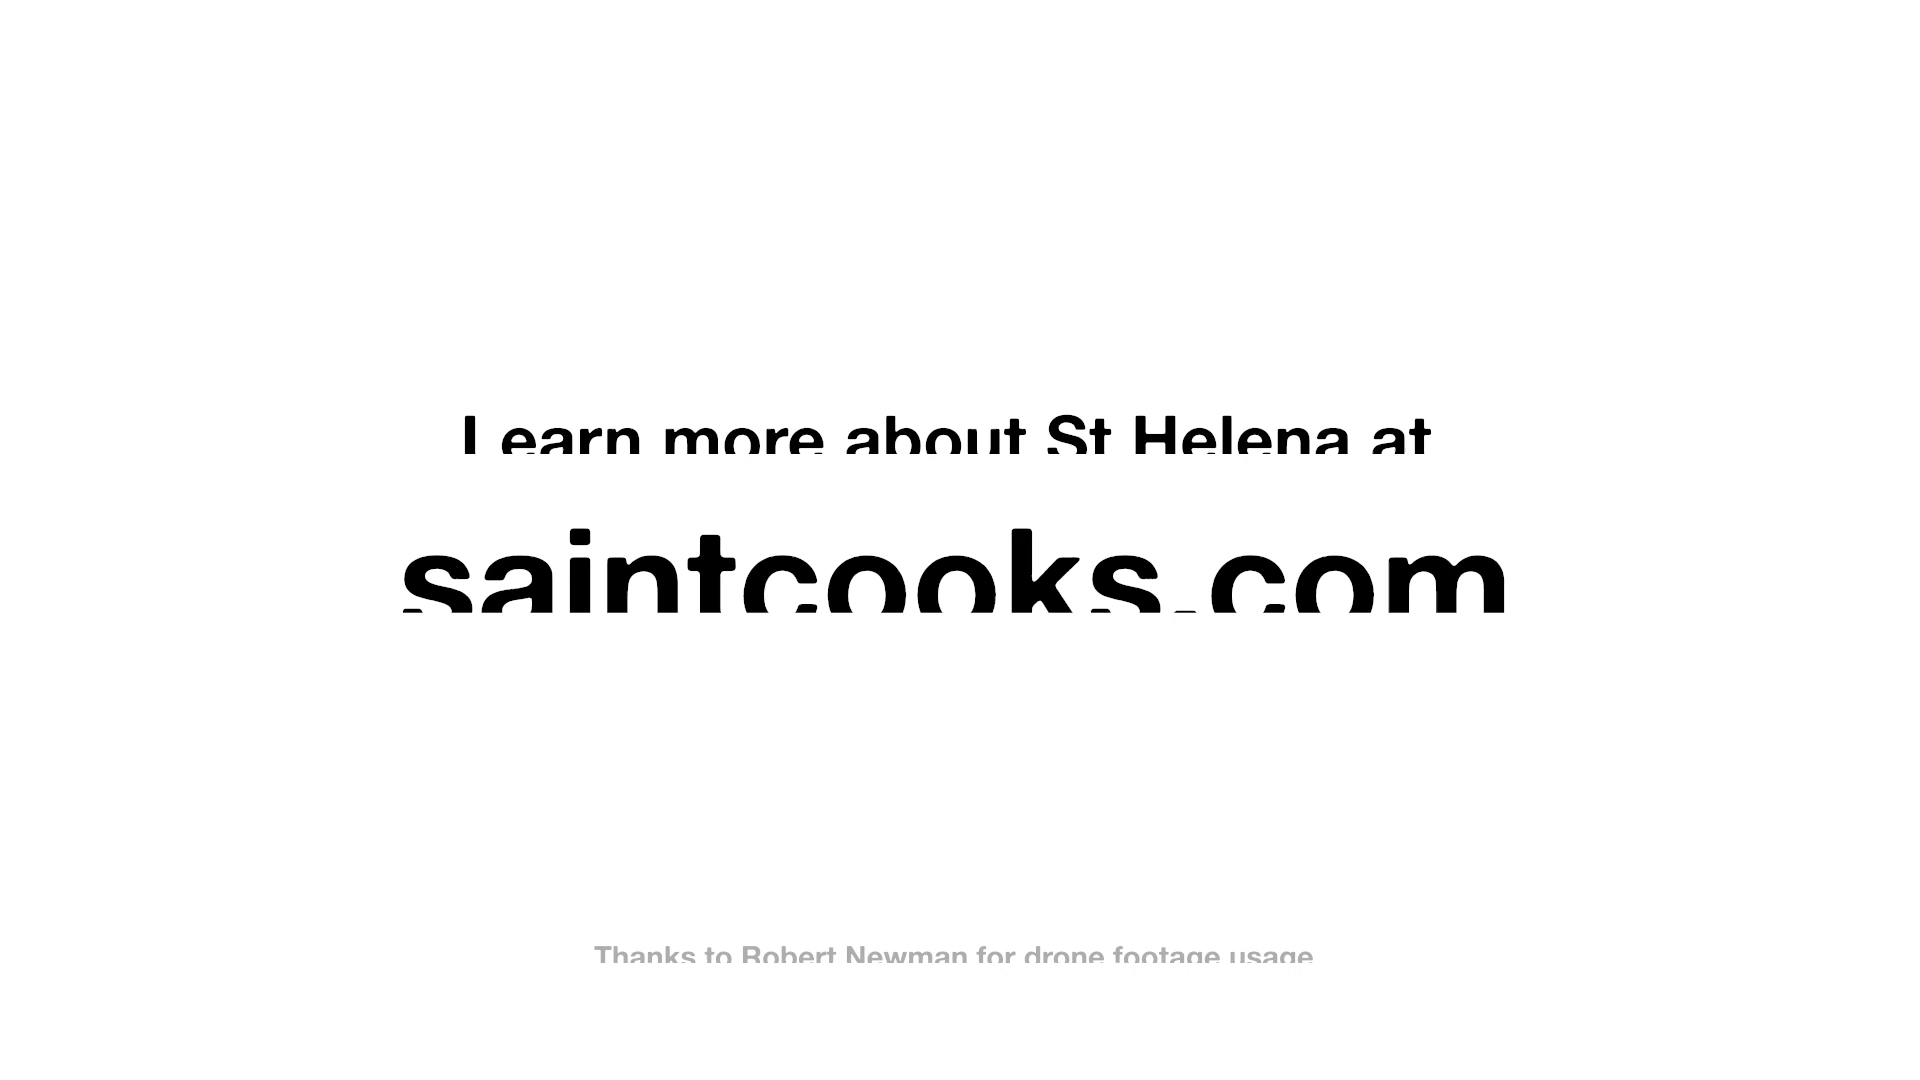 Learn more about St Helena at
saintcooks.com
Thanks to Robert Newman for drone footage usage